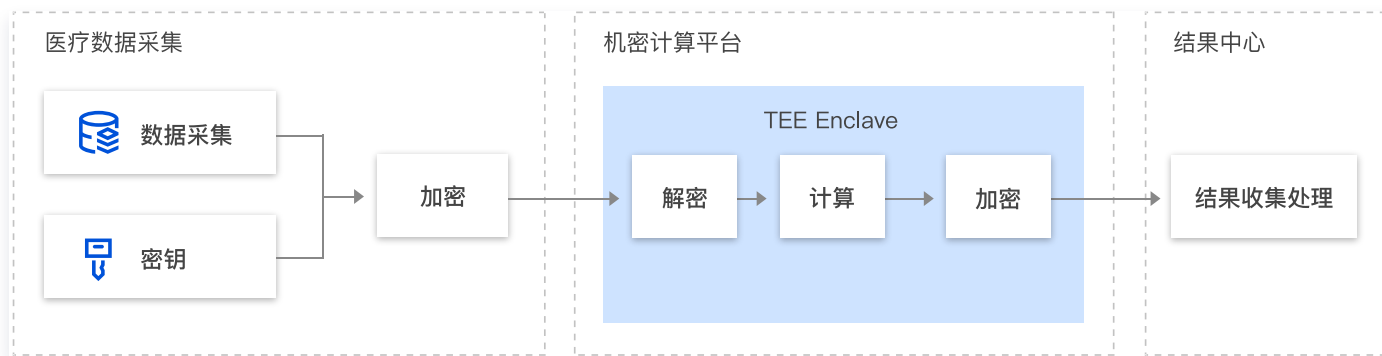 医疗数据采集
数据采集
密钥
加密
机密计算平台
TEE Enclave
解密
计算
加密
结果中心
结果收集处理